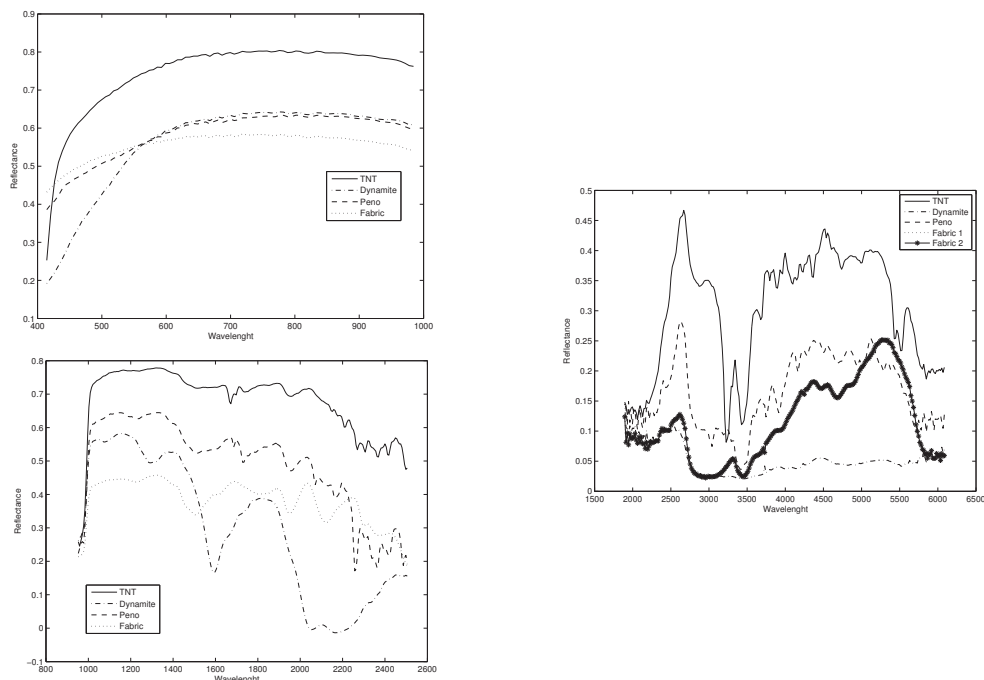 0.9
0.8
0.7
0.6
0.5
0.4
0.3
0.2
0.1
Reflectance
TNT
Dynamite
Peno
Fabric
400 500 600 700 800 900 1000
Wavelenght
0.8
0.7
0.6
0.5
0.4
0.3
0.2
0.1
0
−0.1
Reflectance
TNT
Dynamite
Peno
Fabric
800 1000 1200 1400 1600 1800 2000 2200 2400 2600
Wavelenght
0.5
0.45
0.4
0.35
0.3
0.25
0.2
0.15
0.1
0.05
0
Reflectance
TNT
Dynamite
Peno
Fabric 1
Fabric 2
1500 2000 2500 3000 3500 4000 4500 5000 5500 6000 6500
Wavelenght